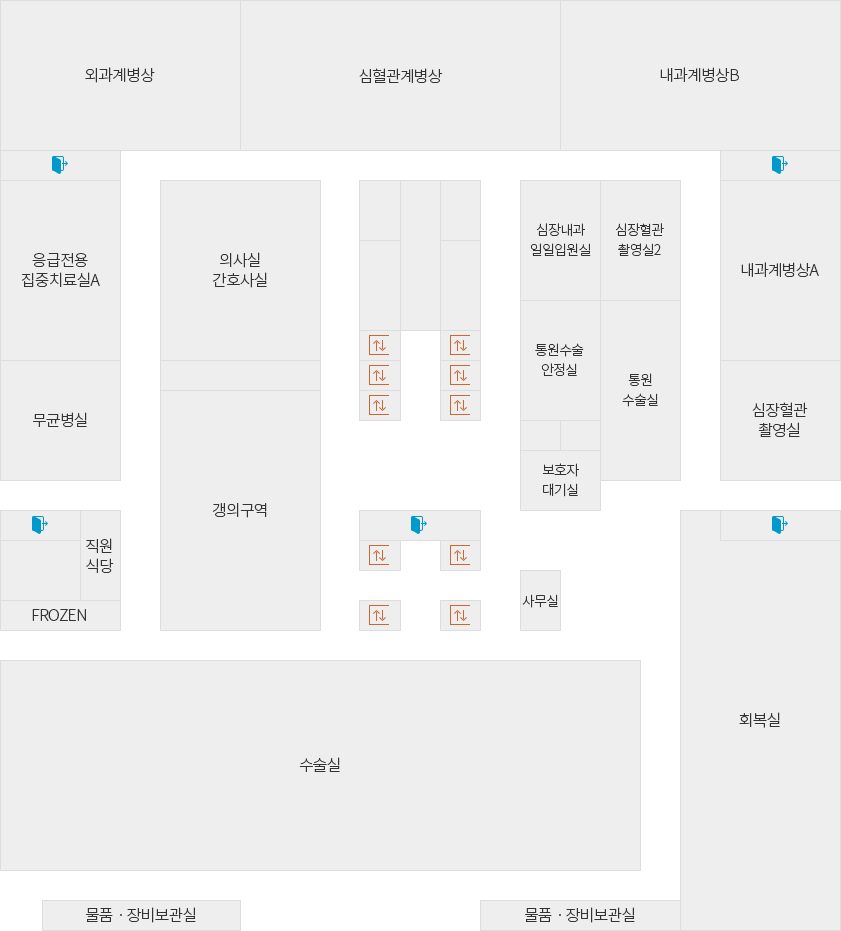 외과계병상
심혈관계병상
내과계병상B
응급전용
집중치료실A
의사실
간호사실
심장내과
일일입원실
심장혈관
촬영실2
내과계병상A
통원수술
안정실
통원
수술실
무균병실
심장혈관
촬영실
보호자
대기실
갱의구역
직원
식당
FROZEN
사무실
회복실
수술실
물품 · 장비보관실
물품 · 장비보관실